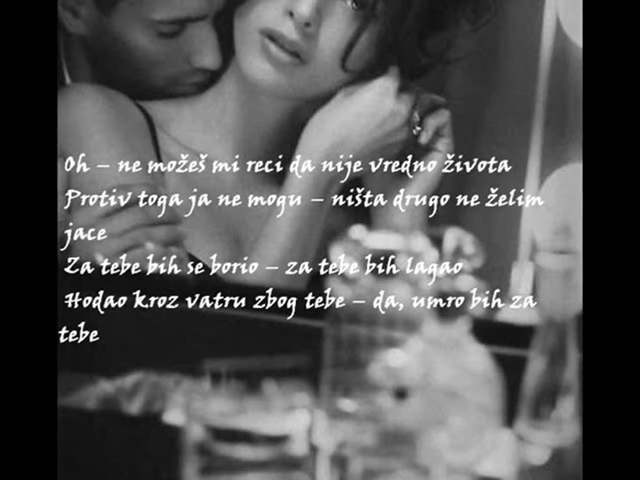 Oh – ne možeš mi reci da nije vredno života
Protiv toga ja ne mogu – ništa drugo ne želim
jace
Za tebe bih se borio – za tebe bih lagao
Hodao kroz vatru zbog tebe – da, umro bih za
tebe